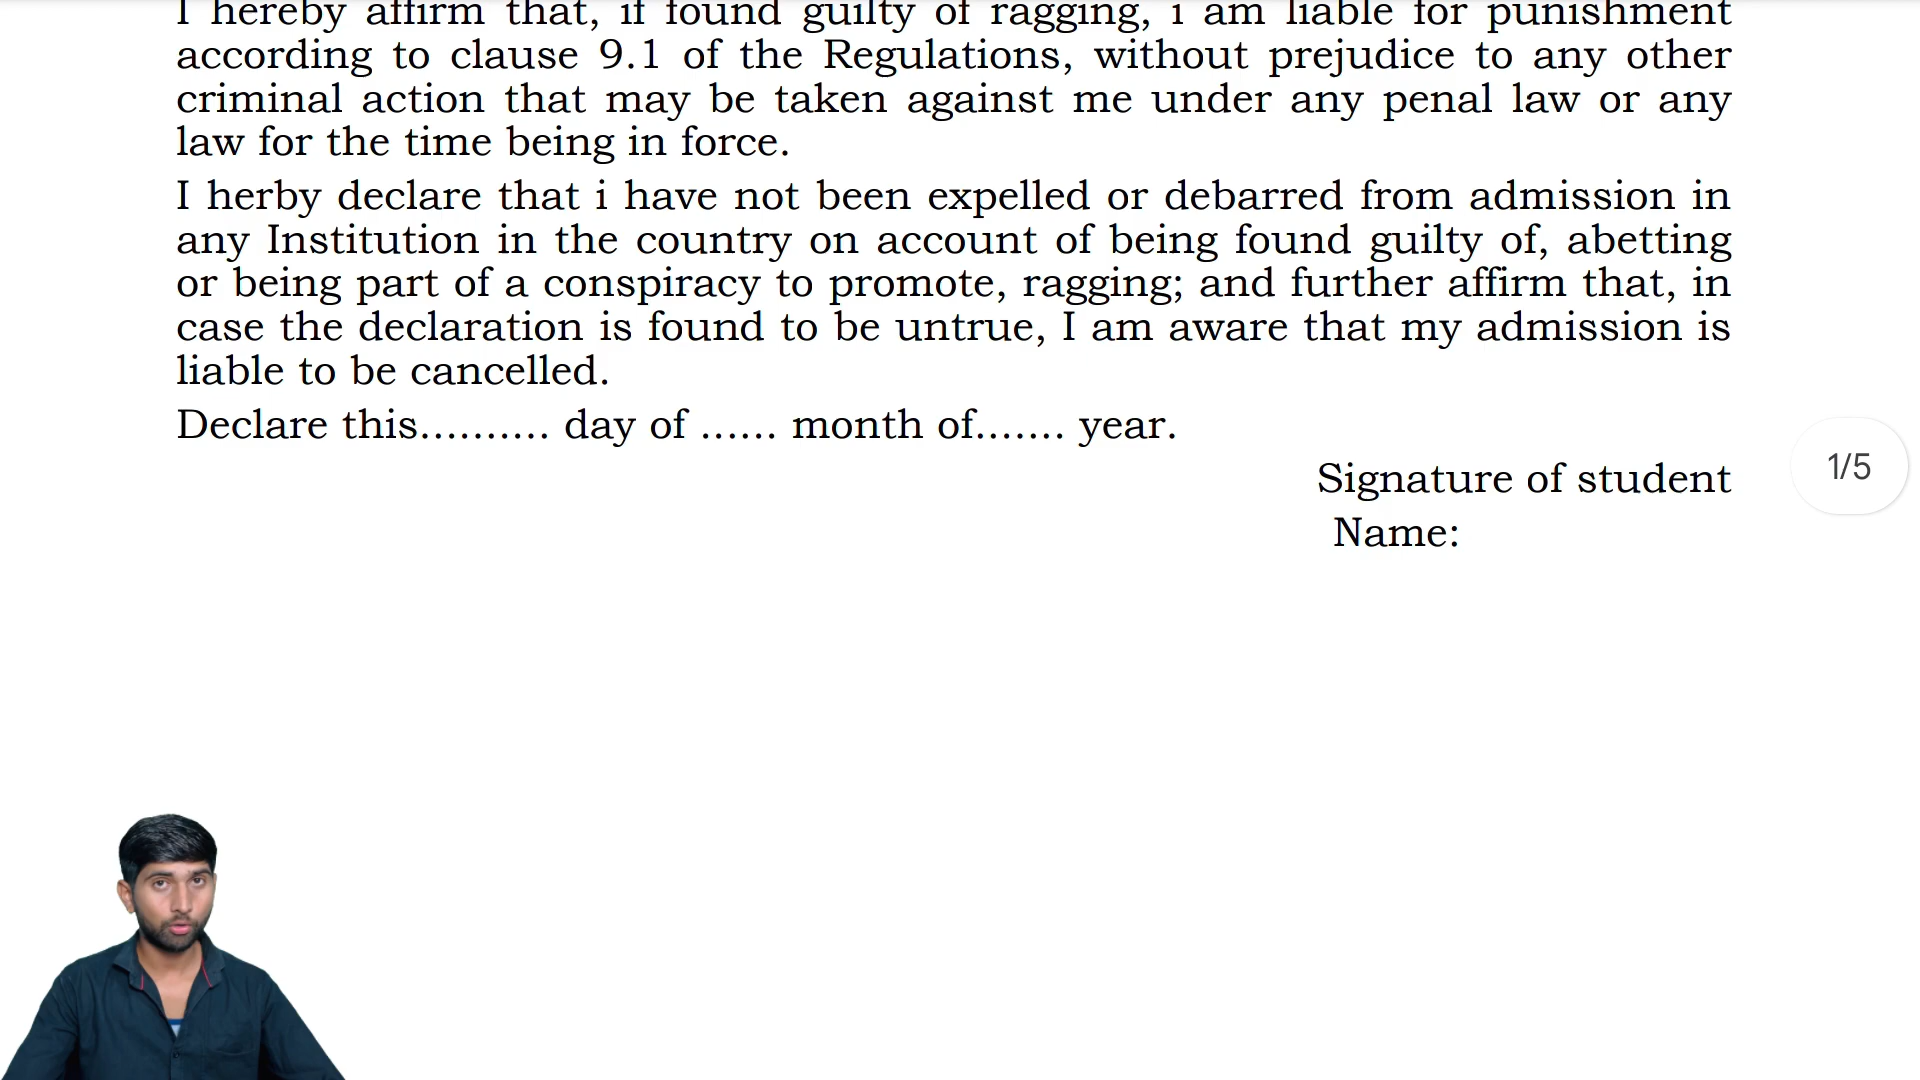 I hereby affirm that, if found guilty of ragging, i am liable for punishment
according to clause 9.1 of the Regulations, without prejudice to any other
criminal action that may be taken against me under any penal law or any
law for the time being in force.
I herby declare that i have not been expelled or debarred from admission in
any Institution in the country on account of being found guilty of, abetting
or being part of a conspiracy to promote, ragging; and further affirm that, in
case the declaration is found to be untrue, I am aware that my admission is
liable to be cancelled.
Declare this.......... day of ...... month of....... year.
1/5
Signature of student
Name: